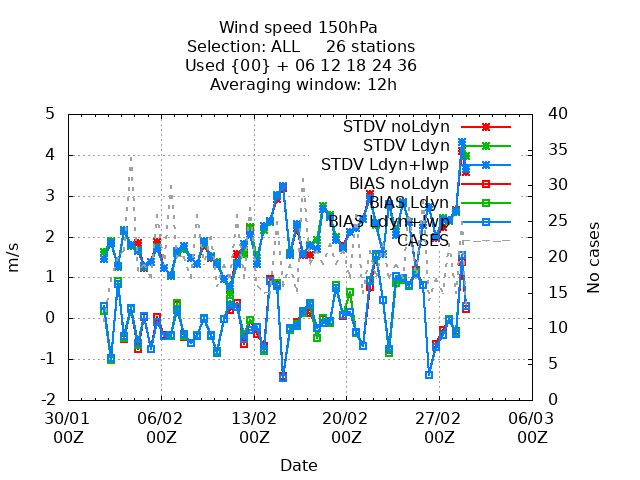 Wind speed 150hPa
Selection: ALL     26 stations
Used {00} + 06 12 18 24 36
Averaging window: 12h
5
4
3
2
1
0
-1
-2
m/s
40
35
30
25
20
15
10
5
0
No cases
STDV noLdyn
STDV Ldyn
STDV Ldyn+lwp
BIAS noLdyn
BIAS Ldyn
BIAS Ldyn+lwp
CASES
30/01 06/02 13/02 20/02 27/02 06/03
00Z 00Z 00Z 00Z 00Z 00Z
Date